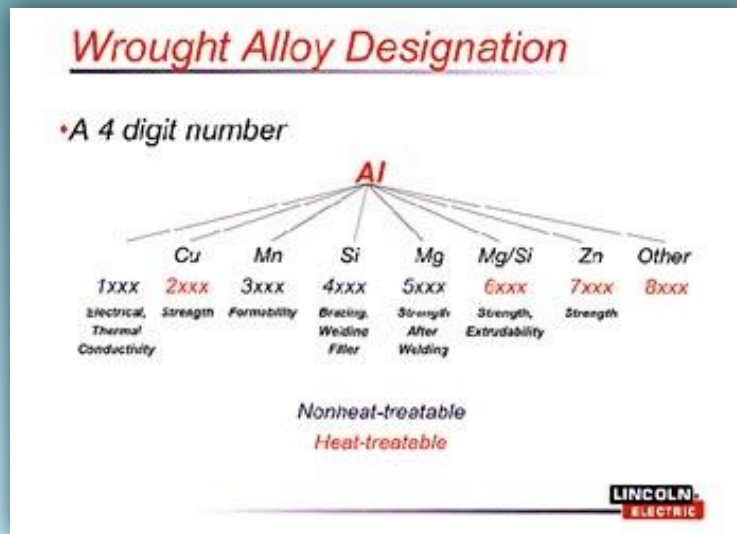 Wrought Alloy Designation
•A 4 digit number
Al
Cu Mn Si Mg Mg/Si Zn Other
1xxx 2xxx 3xxx 4xxx 5xxx 6xxx 7xxx 8xxx
Electrical, Strength Formability Brazing, Strength Strength, Strength
Thermal Welding After Extrudability
Conductivity Filler Welding
Nonheat-treatable
Heat-treatable
LINCOLN
ELECTRIC